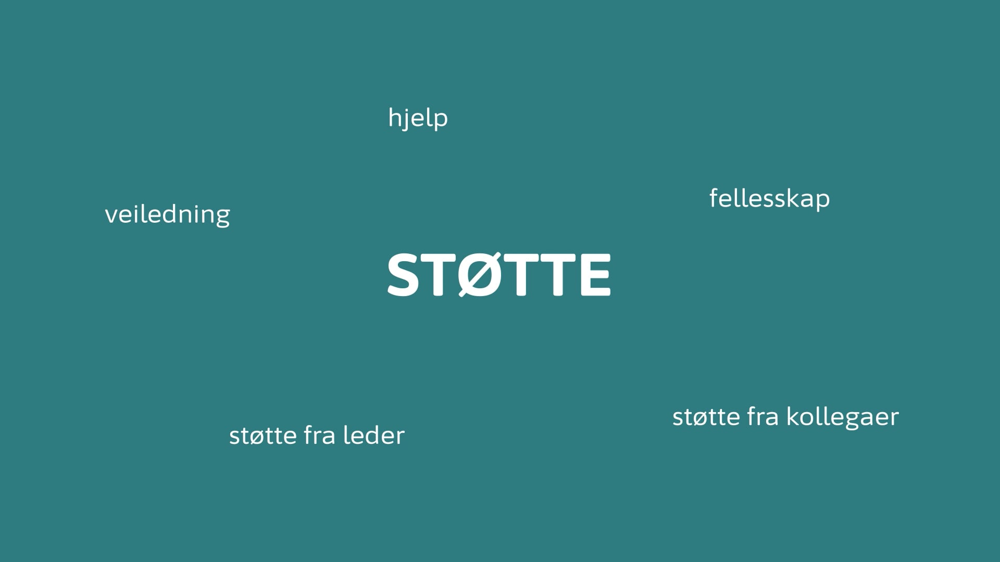 hjelp
fellesskap
veiledning
STØTTE
støtte fra kollegaer
støtte fra leder